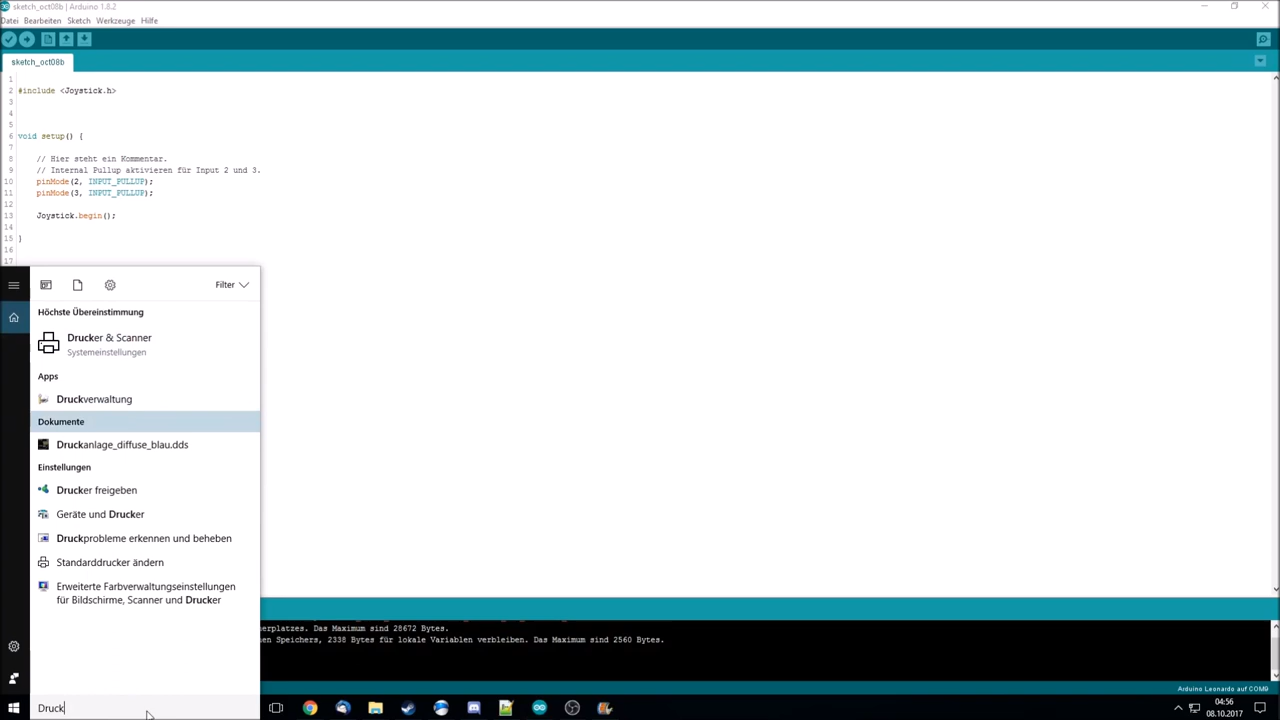 sketch_oct08b | Arduino 1.8.2
Datei Bearbeiten Sketch Werkzeuge Hilfe
sketch_oct08b
1
2 #include <Joystick.h>
3
4
5
6 void setup() {
7
8 // Hier steht ein Kommentar.
9 // Internal Pullup aktivieren für Input 2 und 3.
10 pinMode(2, INPUT_PULLUP);
11 pinMode(3, INPUT_PULLUP);
12
13 Joystick.begin();
14
15 }
16
17
Filter
Höchste Übereinstimmung
Drucker & Scanner
Systemeinstellungen
Apps
Druckverwaltung
Dokumente
Druckanlage_diffuse_blau.dds
Einstellungen
Drucker freigeben
Geräte und Drucker
Druckprobleme erkennen und beheben
Standarddrucker ändern
Erweiterte Farbverwaltungseinstellungen
für Bildschirme, Scanner und Drucker
erplatzes. Das Maximum sind 28672 Bytes.
en Speichers, 2338 Bytes für lokale Variablen verbleiben. Das Maximum sind 2560 Bytes.
Arduino Leonardo auf COM9
Druck
04:56
08.10.2017